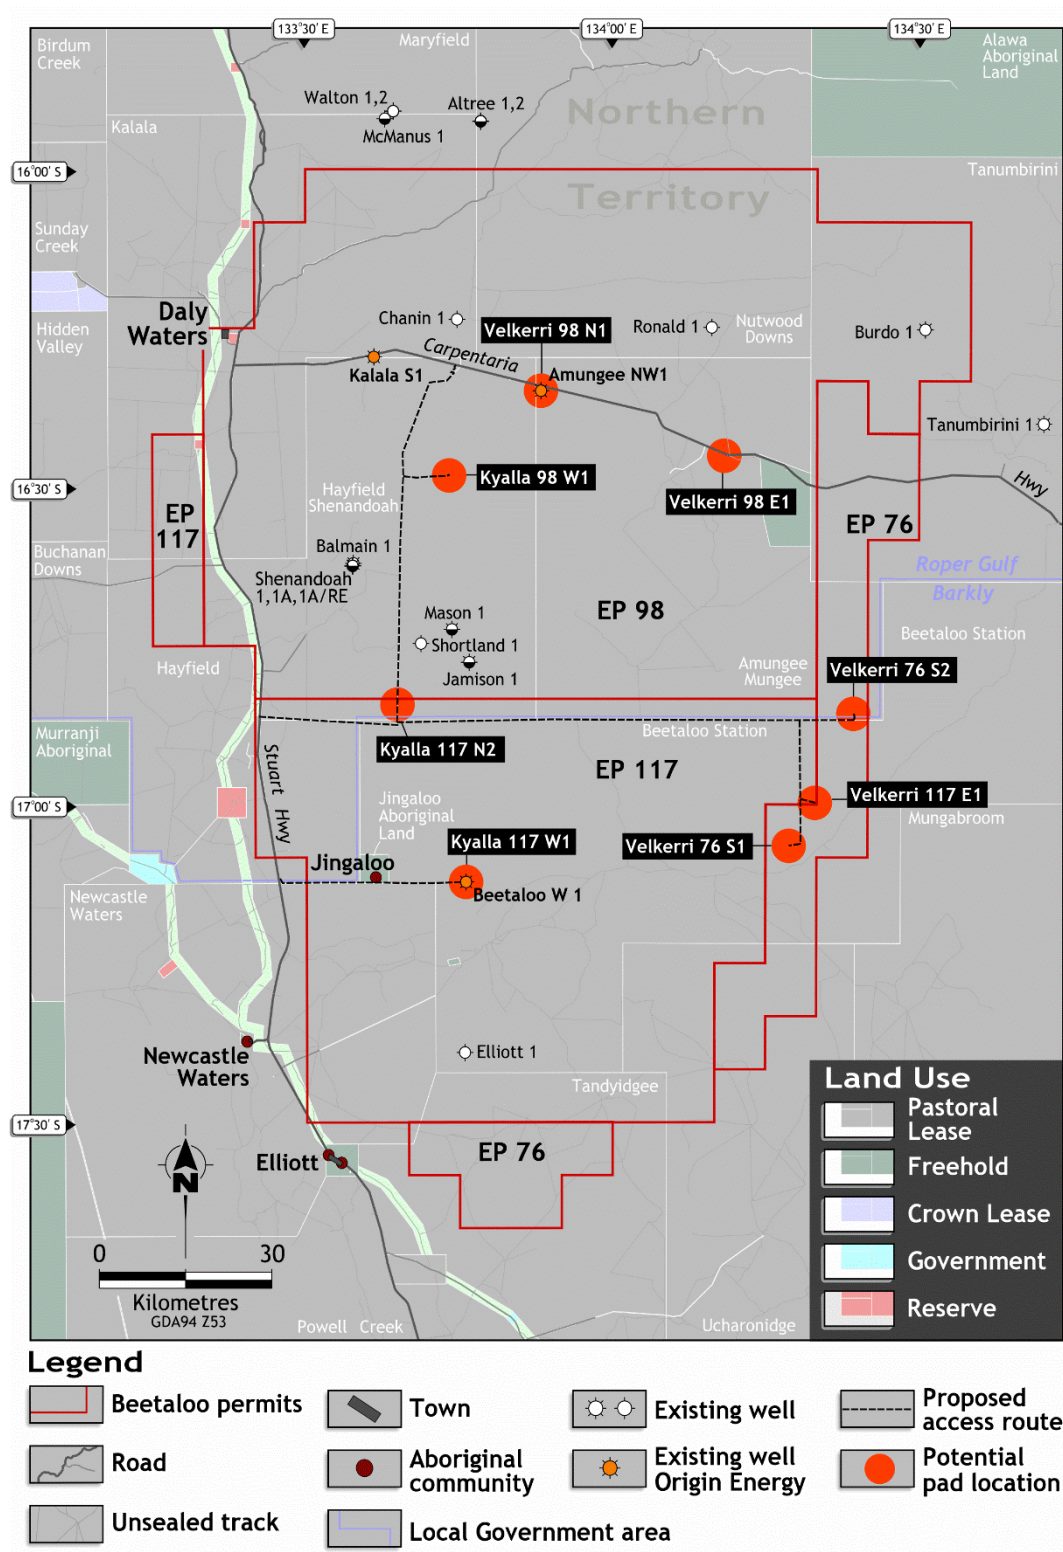 133°30' E
134°00' E
134°30' E
Birdum
Creek
Maryfield
Alawa
Aboriginal
Land
Walton 1,2
Altree 1,2
McManus 1
Kalala
Northern
Territory
16°00' S
Tanumbirini
Sunday
Creek
Hidden
Valley
Daly
Waters
Chanin 1
Velkerri 98 N1
Ronald 1
Nutwood
Downs
Burdo 1
Carpentaria
Kalala S1
Amungee NW1
Tanumbirini 1
16°30' S
Kyalla 98 W1
Hwy
Hayfield
Shenandoah
Velkerri 98 E1
EP
117
EP 76
Buchanan
Downs
Balmain 1
Shenandoah
1,1A,1A/RE
Roper Gulf
Barkly
EP 98
Mason 1
Shortland 1
Jamison 1
Beetaloo Station
Hayfield
Amungee
Mungee
Velkerri 76 S2
Murranji
Aboriginal
Kyalla 117 N2
Beetaloo Station
Stuart Hwy
EP 117
17°00' S
Jingaloo
Aboriginal
Land
Velkerri 117 E1
Mungabroom
Kyalla 117 W1
Velkerri 76 S1
Jingaloo
Beetaloo W 1
Newcastle
Waters
Newcastle
Waters
Elliott 1
Tandyidgee
17°30' S
Elliott
EP 76
N
0 30
Kilometres
GDA94 Z53
Powell Creek
Ucharonidge
Land Use
Pastoral
Lease
Freehold
Crown Lease
Government
Reserve
Legend
Beetaloo permits
Town
Existing well
Proposed
access route
Road
Aboriginal
community
Existing well
Origin Energy
Potential
pad location
Unsealed track
Local Government area